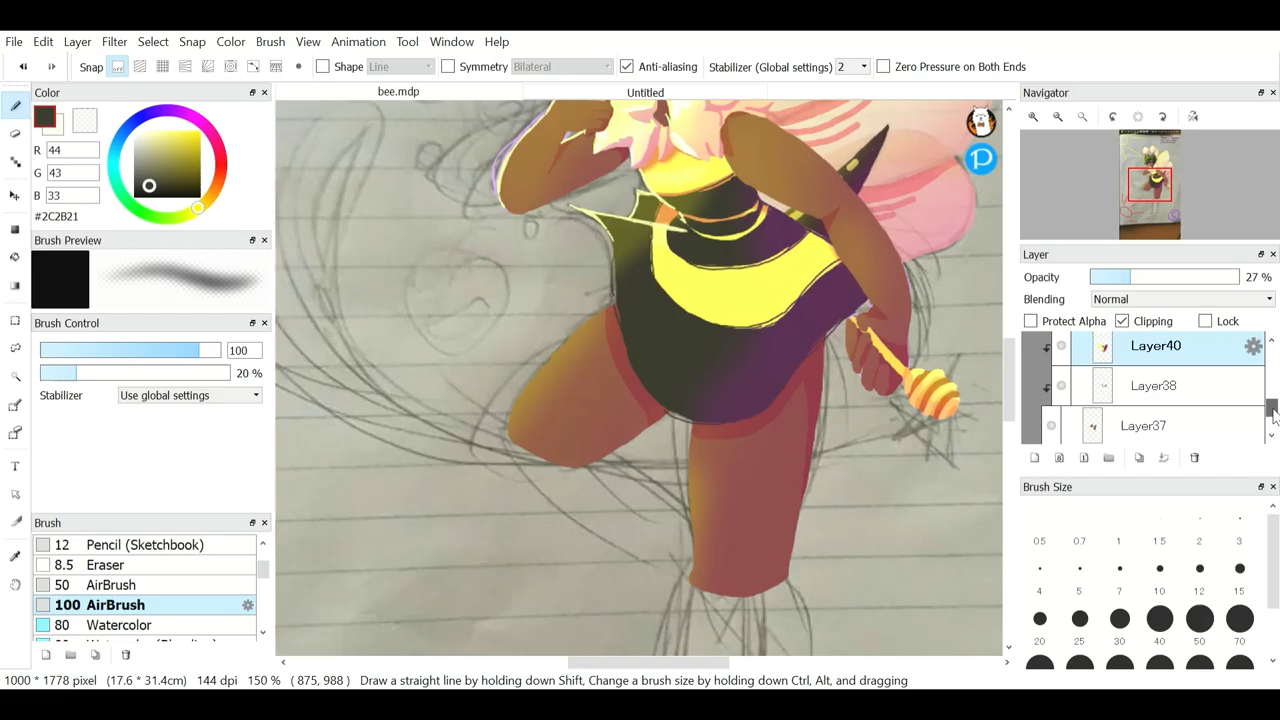 File Edit Layer Filter Select Snap Color Brush View Animation Tool Window Help
Snap off Shape Line Symmetry Bilateral Anti-aliasing Stabilizer (Global settings) 2 Zero Pressure on Both Ends
Color
R 44
G 43
B 33
#2C2B21
Brush Preview
Brush Control
100
20 %
Stabilizer Use global settings
Brush
12 Pencil (Sketchbook)
8.5 Eraser
50 AirBrush
100 AirBrush
80 Watercolor
bee.mdp Untitled
P
Navigator
Layer
Opacity 27 %
Blending Normal
Protect Alpha Clipping Lock
Layer40
Layer38
Layer37
Brush Size
0.5 0.7 1 1.5 2 3
4 5 7 10 12 15
20 25 30 40 50 70
1000 * 1778 pixel (17.6 * 31.4cm) 144 dpi 150 % ( 875, 988 ) Draw a straight line by holding down Shift, Change a brush size by holding down Ctrl, Alt, and dragging